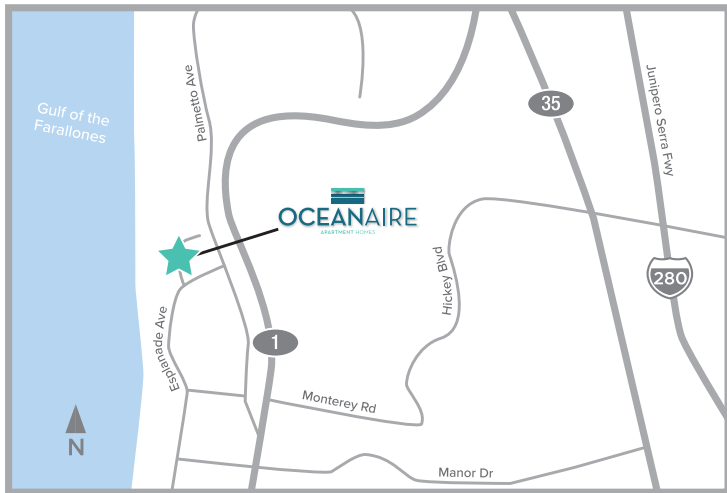 Gulf of the
Farallones
Palmetto Ave
35
Junipero Serra Fwy
OCEANAIRE
APARTMENT HOMES
Hickey Blvd
280
Esplanade Ave
1
Monterey Rd
N
Manor Dr